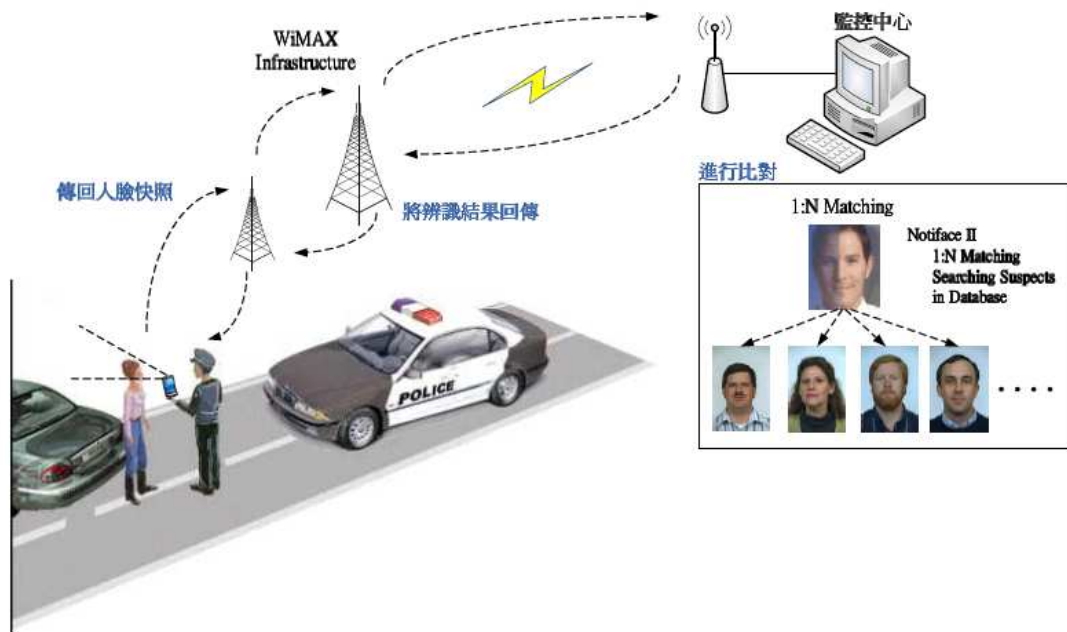 監控中心
WiMAX
Infrastructure
傳回人臉快照
將辨識結果回傳
進行比對
1:N Matching
Notiface II
1:N Matching
Searching Suspects
in Database
POLICE